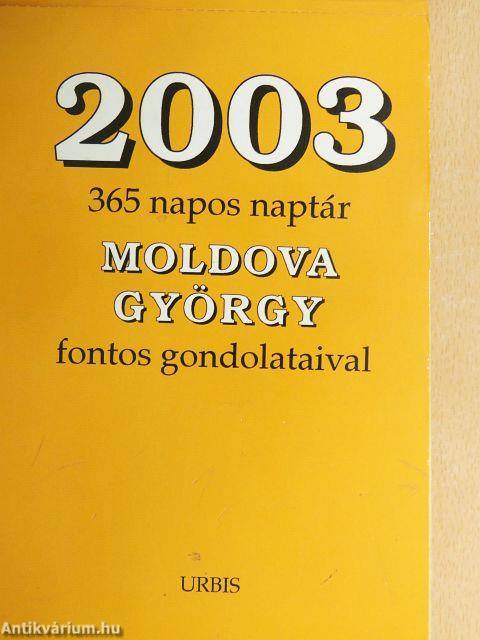 2003
365 napos naptár
MOLDOVA
GYÖRGY
fontos gondolataival
URBIS
Antikvárium.hu